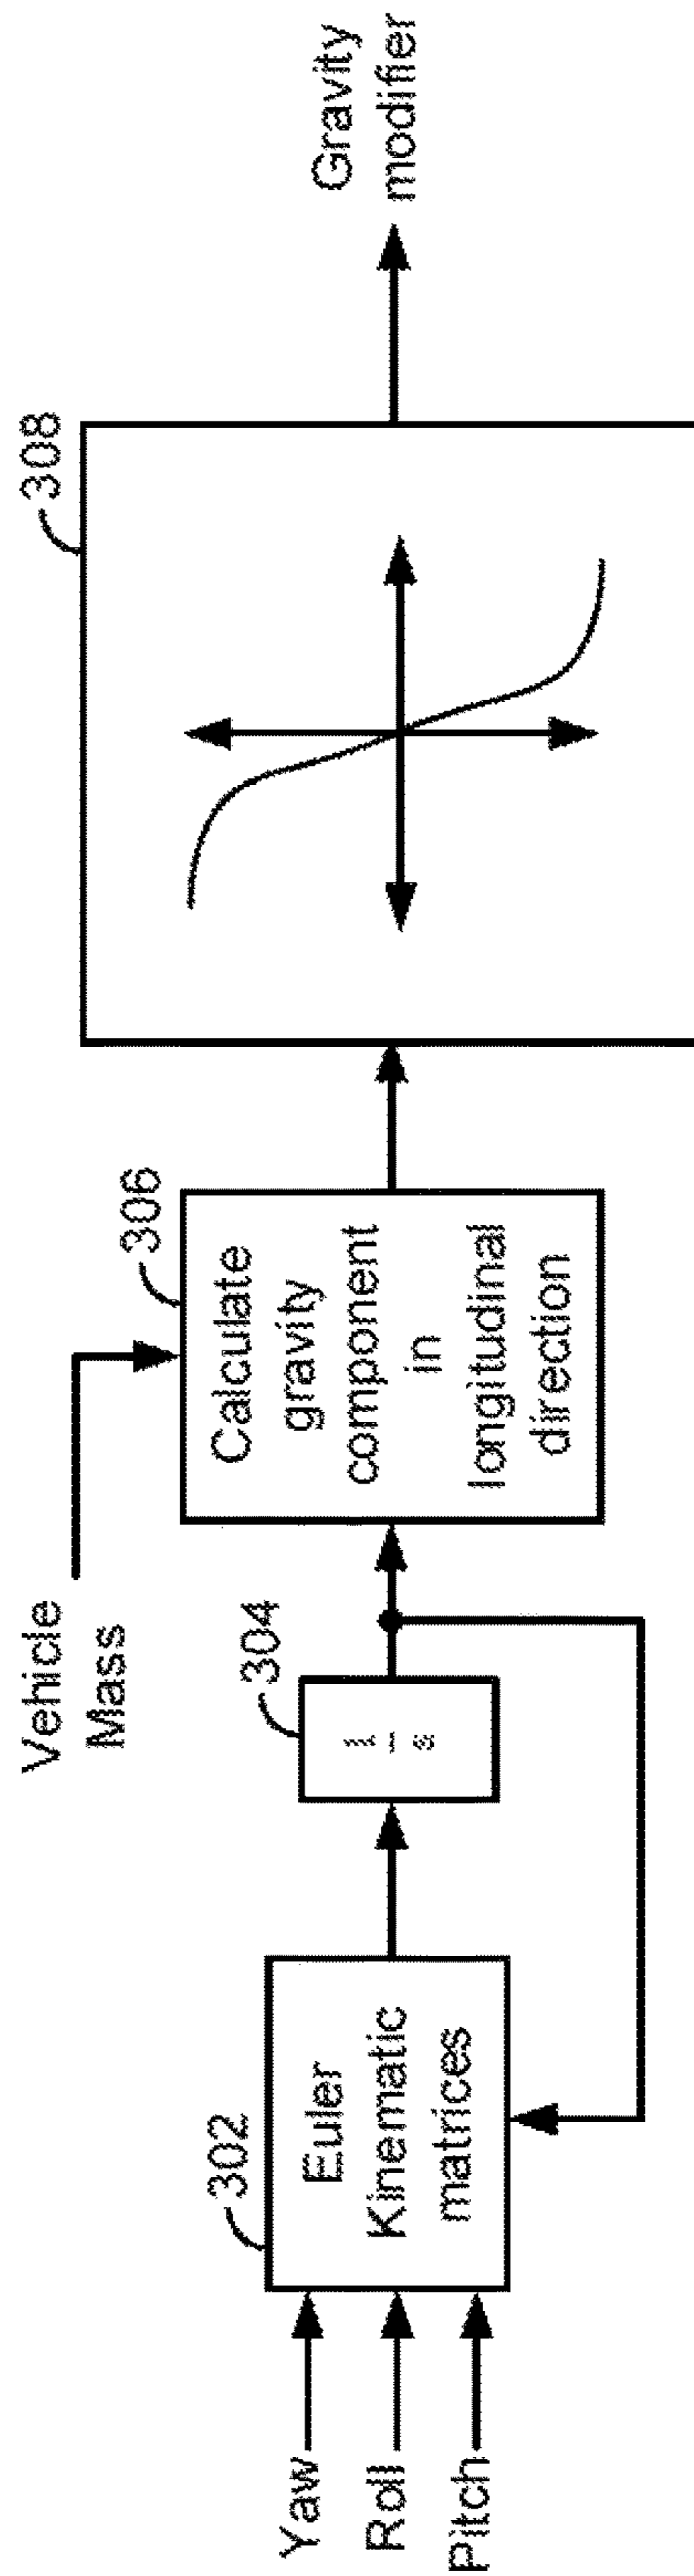 Yaw
Roll
Pitch
302
Euler
Kinematic
matrices
304
1
s
Vehicle
Mass
306
Calculate
gravity
component
in
longitudinal
direction
308
Gravity
modifier